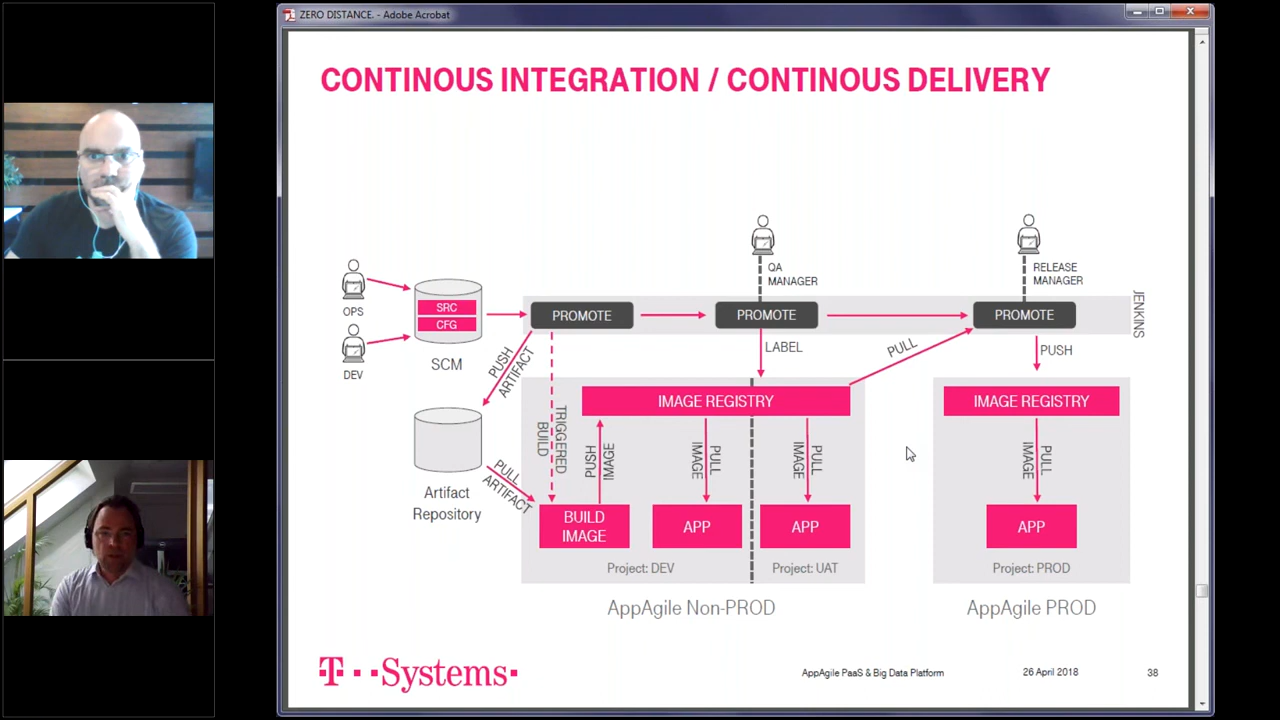 ZERO DISTANCE. - Adobe Acrobat
CONTINOUS INTEGRATION / CONTINOUS DELIVERY
QA
MANAGER
RELEASE
MANAGER
OPS
DEV
SRC
CFG
SCM
PROMOTE
PROMOTE
PROMOTE
JENKINS
PUSH
ARTIFACT
LABEL
PULL
PUSH
IMAGE REGISTRY
IMAGE REGISTRY
TRIGGERED
BUILD
PUSH
IMAGE
PULL
IMAGE
PULL
IMAGE
PULL
IMAGE
PULL
ARTIFACT
Artifact
Repository
BUILD
IMAGE
APP
APP
APP
Project: DEV
Project: UAT
Project: PROD
AppAgile Non-PROD
AppAgile PROD
T · · Systems ·
AppAgile PaaS & Big Data Platform
26 April 2018
38